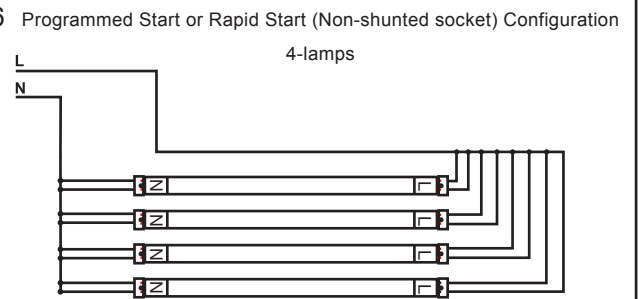 6 Programmed Start or Rapid Start (Non-shunted socket) Configuration
4-lamps
L
N
N L
N L
N L
N L